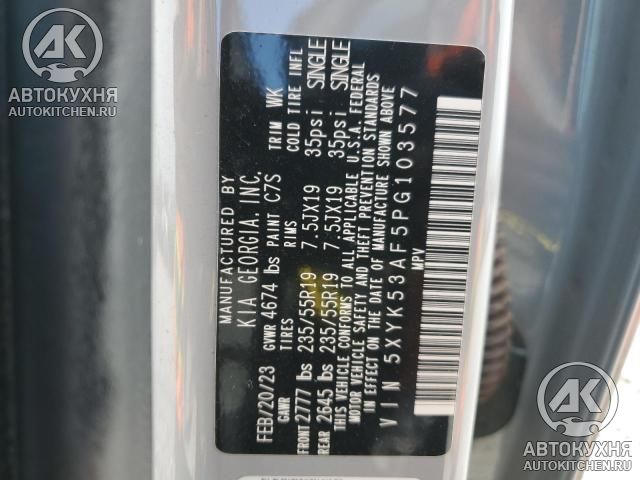 MANUFACTURED BY
KIA GEORGIA, INC.
FEB/20/23 GVWR 4674 lbs PAINT C7S TRIM WK
GAWR TIRES RIMS COLD TIRE INFL
FRONT 2777 lbs 235/55R19 7.5JX19 35psi SINGLE
REAR 2645 lbs 235/55R19 7.5JX19 35psi SINGLE
THIS VEHICLE CONFORMS TO ALL APPLICABLE U.S.A. FEDERAL
MOTOR VEHICLE SAFETY AND THEFT PREVENTION STANDARDS
IN EFFECT ON THE DATE OF MANUFACTURE SHOWN ABOVE
VIN 5XYK53AF5PG103577
MPV
АК
АВТОКУХНЯ
AUTOKITCHEN.RU
АК
АВТОКУХНЯ
AUTOKITCHEN.RU